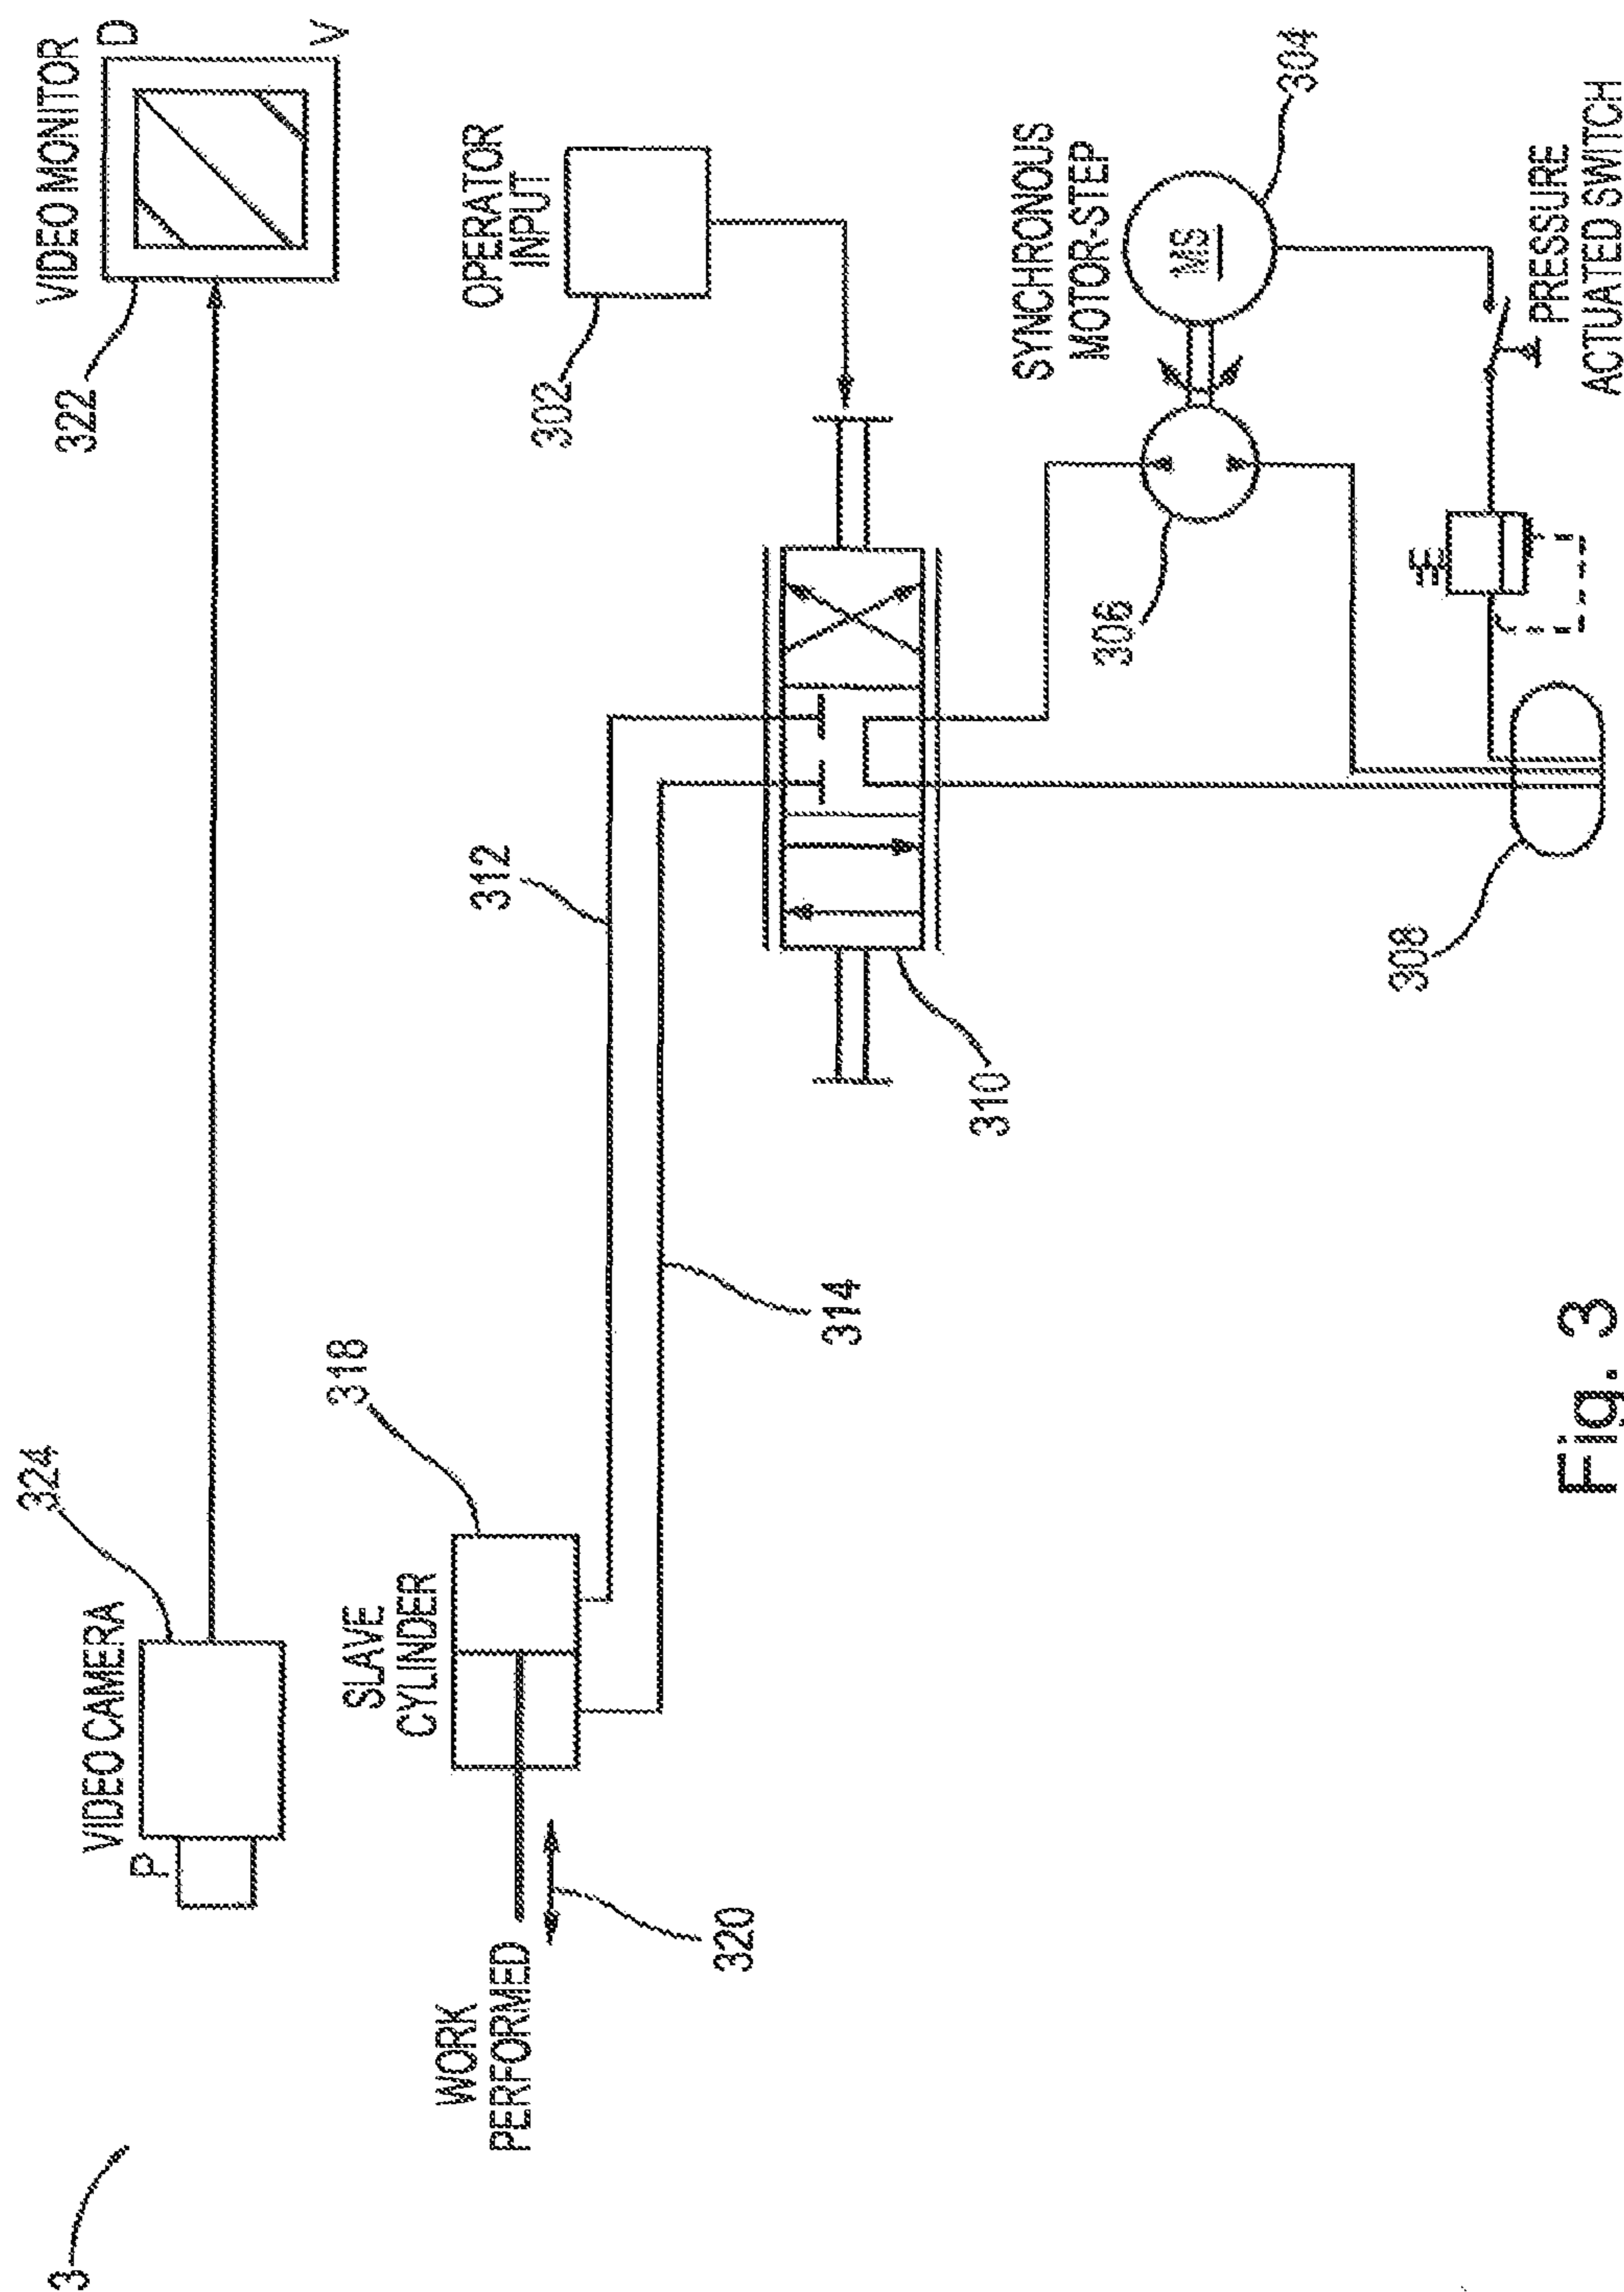 3
324
VIDEO CAMERA
P
VIDEO MONITOR
D
V
322
318
SLAVE
CYLINDER
WORK
PERFORMED
320
312
314
OPERATOR
INPUT
302
310
SYNCHRONOUS
MOTOR-STEP
MS
304
306
308
PRESSURE
ACTUATED SWITCH
Fig. 3